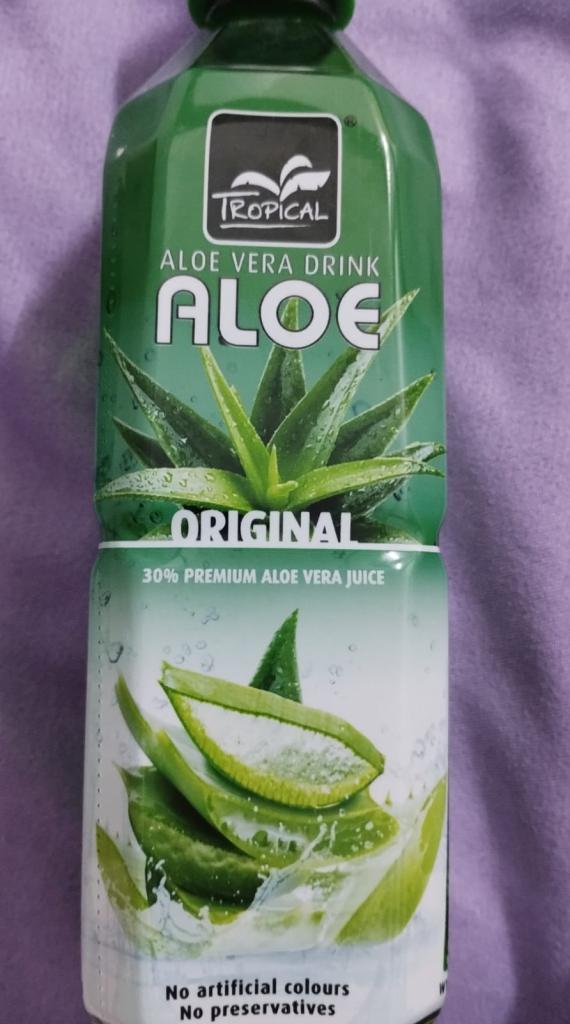 TROPICAL ®
ALOE VERA DRINK
ALOE
ORIGINAL
30% PREMIUM ALOE VERA JUICE
No artificial colours
No preservatives